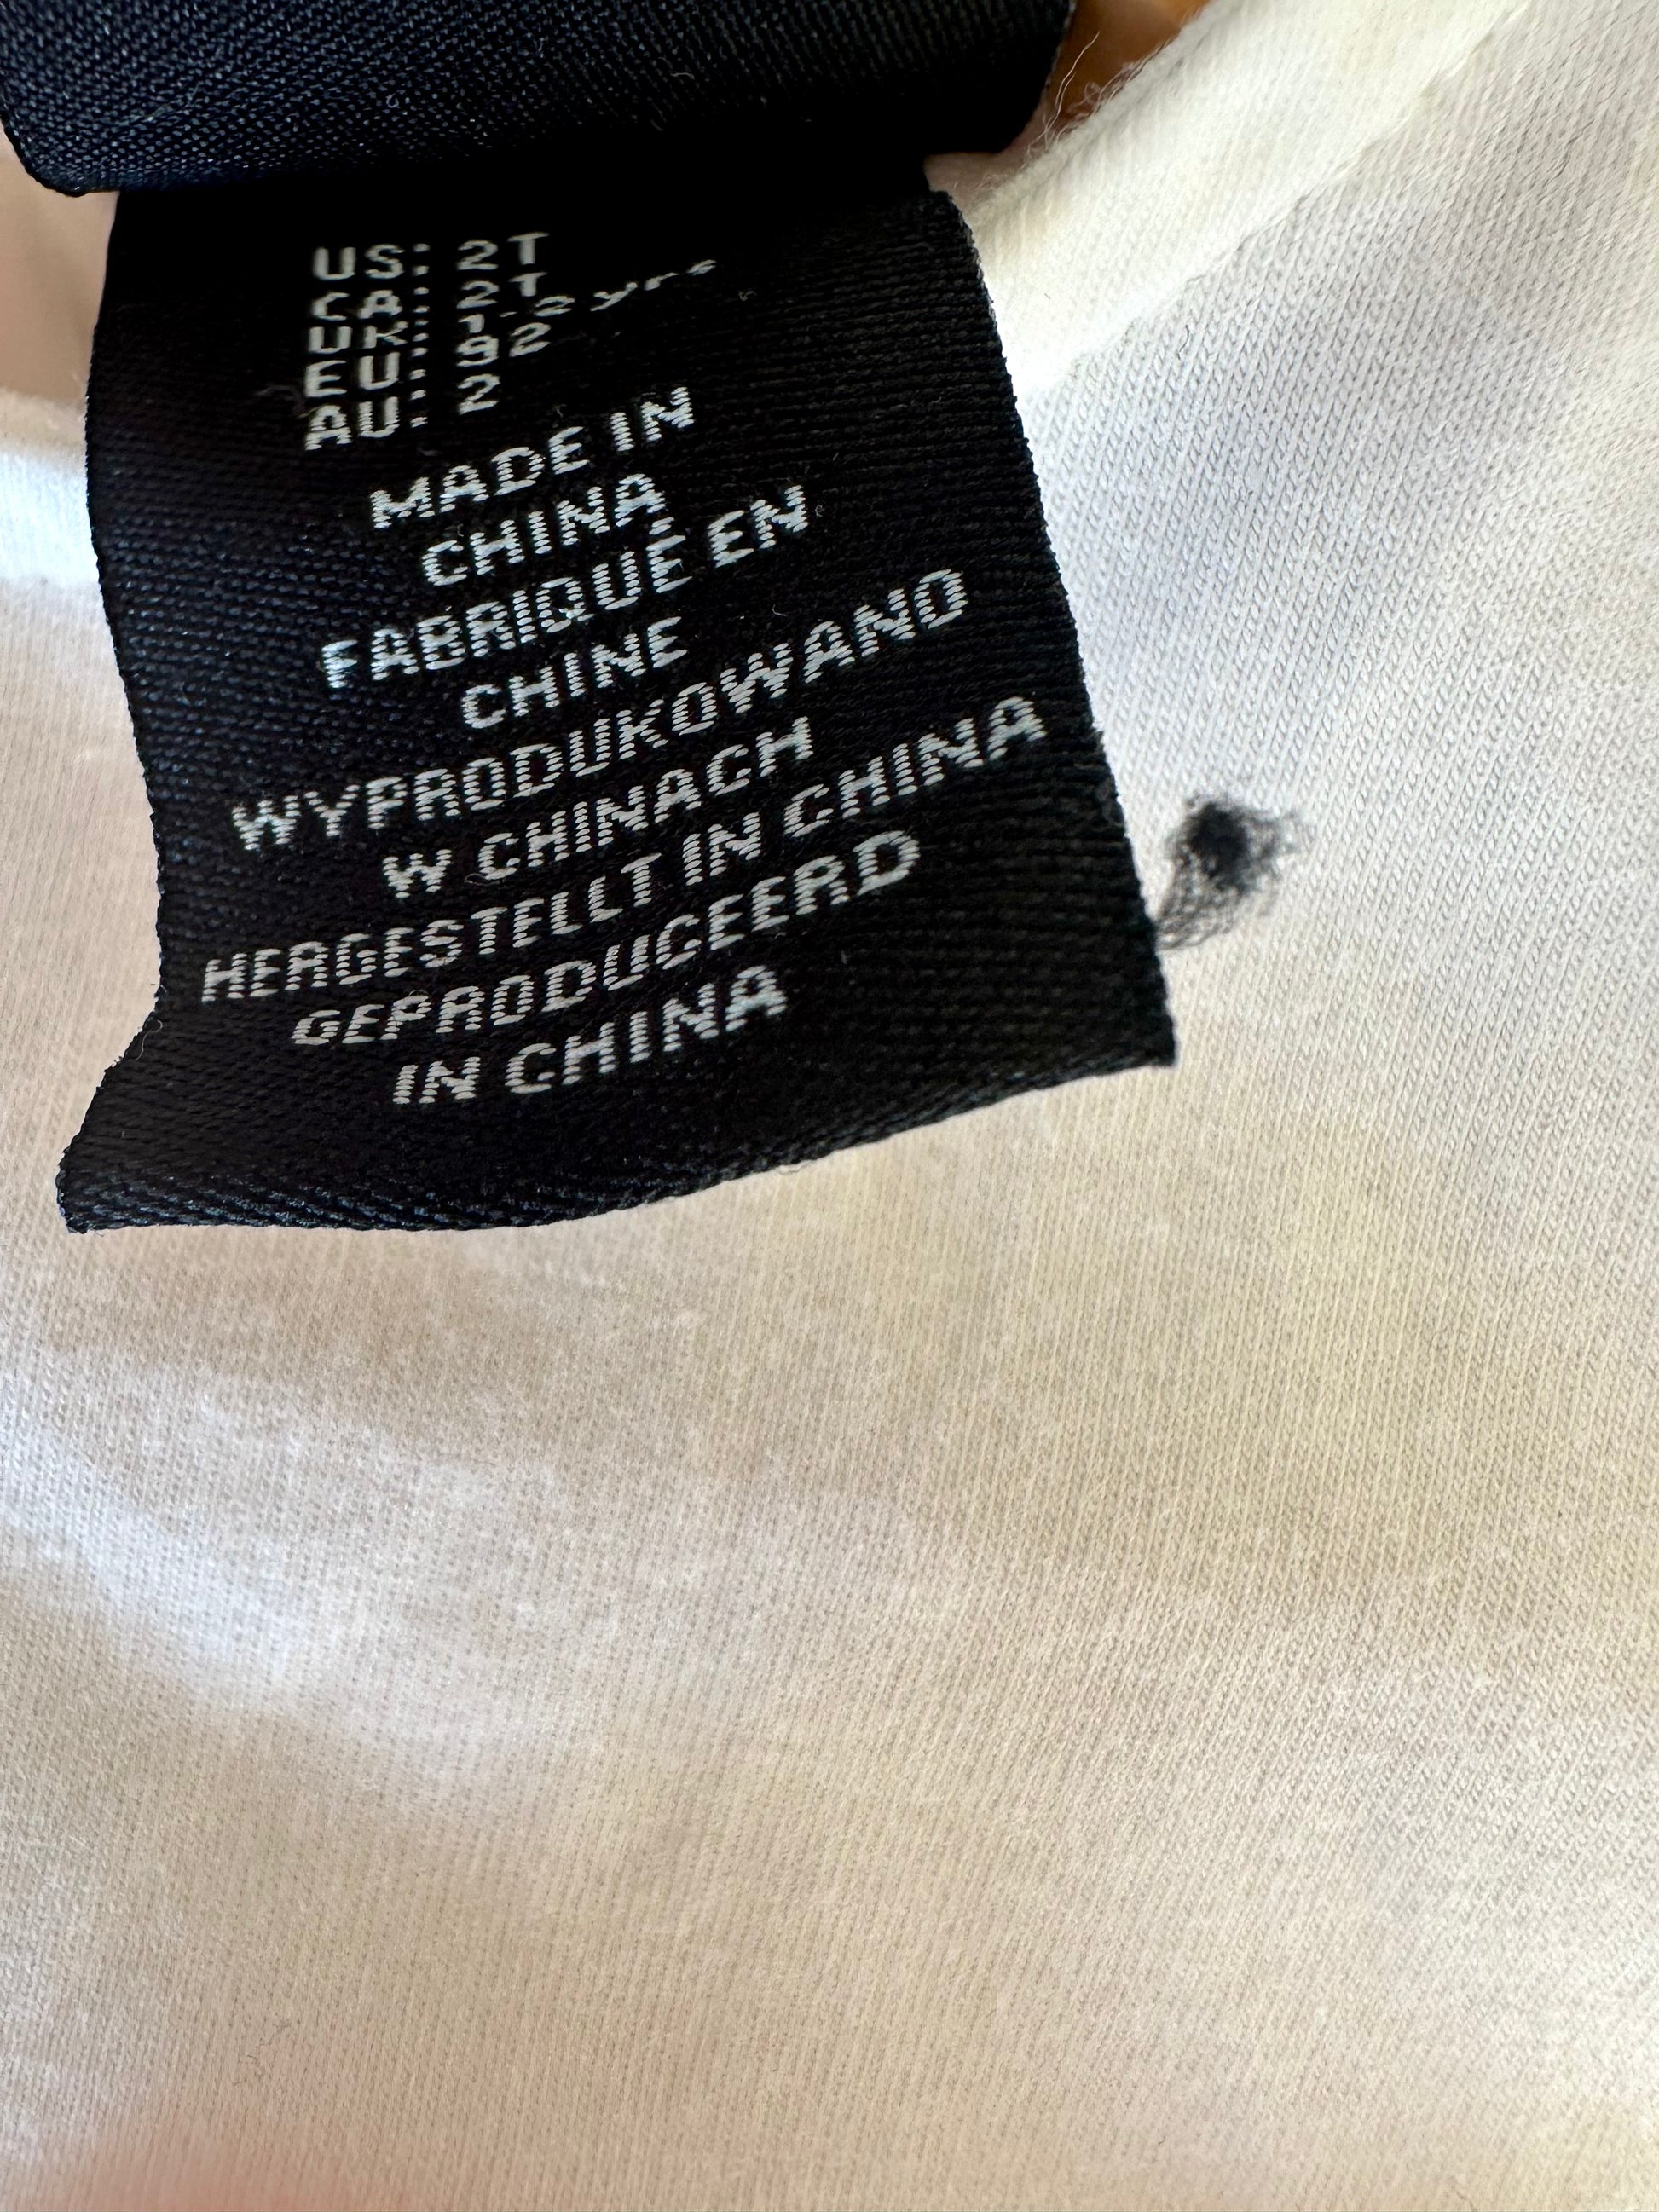 US: 2T
CA: 2T
UK: 1-2 yrs
EU: 92
AU: 2
MADE IN
CHINA
FABRIQUÉ EN
CHINE
WYPRODUKOWANO
W CHINACH
HERGESTELLT IN CHINA
GEPRODUCEERD
IN CHINA